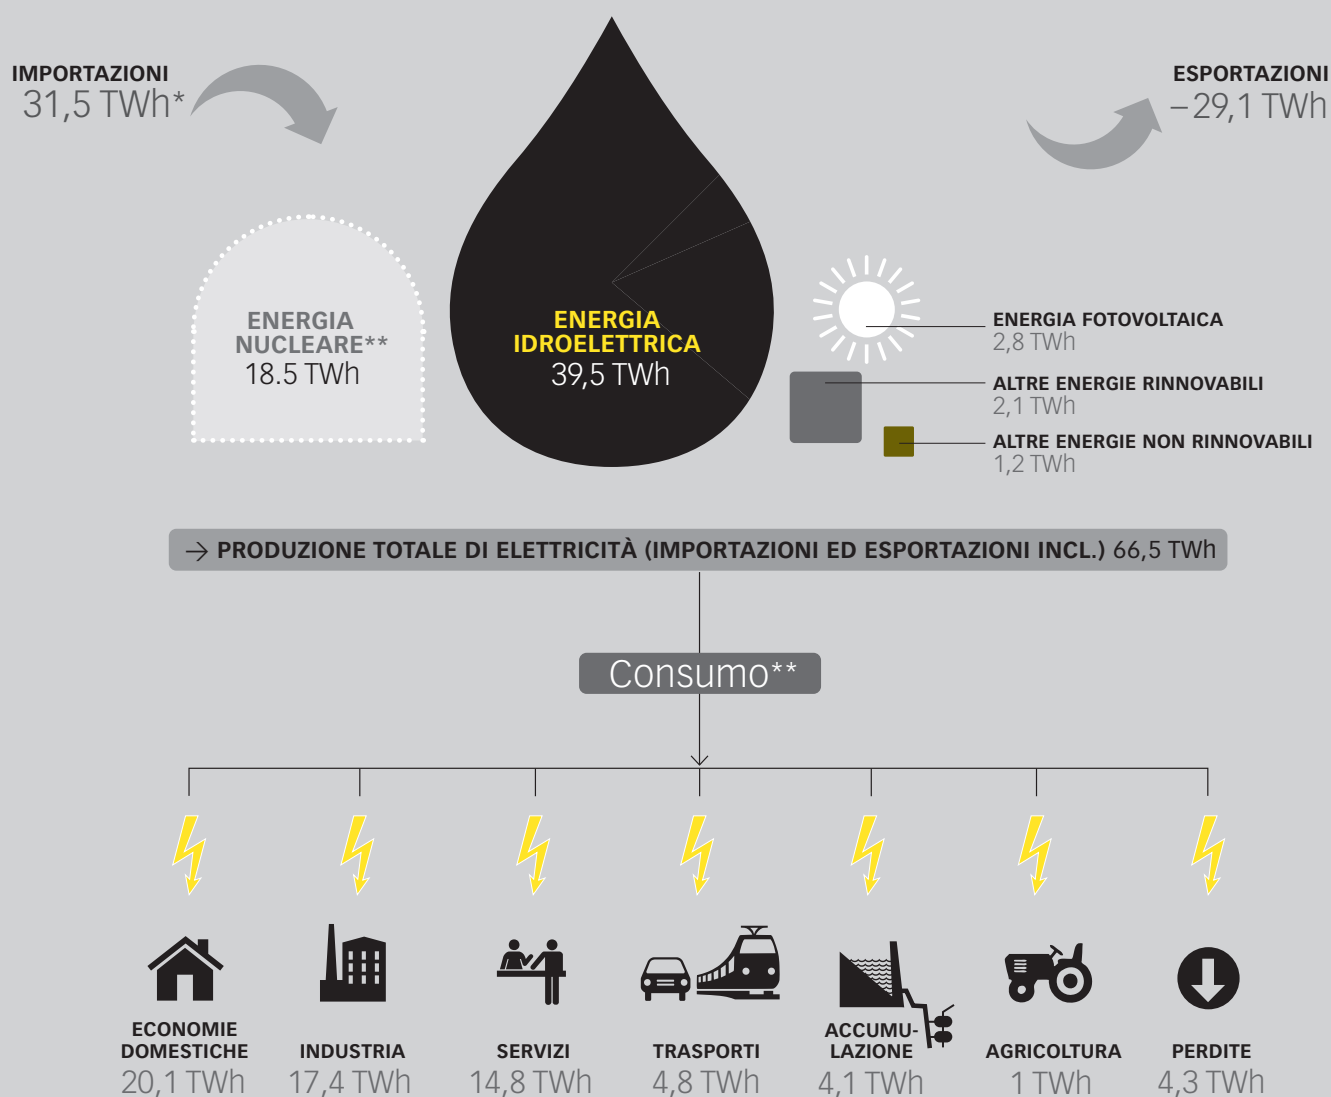 IMPORTAZIONI
31,5 TWh*
ESPORTAZIONI
–29,1 TWh
ENERGIA
NUCLEARE**
18.5 TWh
ENERGIA
IDROELETTRICA
39,5 TWh
ENERGIA FOTOVOLTAICA
2,8 TWh
ALTRE ENERGIE RINNOVABILI
2,1 TWh
ALTRE ENERGIE NON RINNOVABILI
1,2 TWh
→ PRODUZIONE TOTALE DI ELETTRICITÀ (IMPORTAZIONI ED ESPORTAZIONI INCL.) 66,5 TWh
Consumo**
ECONOMIE
DOMESTICHE
20,1 TWh
INDUSTRIA
17,4 TWh
SERVIZI
14,8 TWh
TRASPORTI
4,8 TWh
ACCUMU-
LAZIONE
4,1 TWh
AGRICOLTURA
1 TWh
PERDITE
4,3 TWh